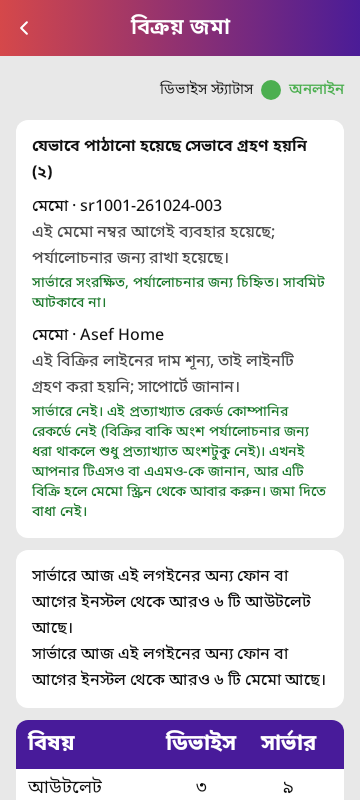 বিক্রয় জমা
ডিভাইস স্ট্যাটাস অনলাইন
যেভাবে পাঠানো হয়েছে সেভাবে গ্রহণ হয়নি
(২)
মেমো · sr1001-261024-003
এই মেমো নম্বর আগেই ব্যবহার হয়েছে;
পর্যালোচনার জন্য রাখা হয়েছে।
সার্ভারে সংরক্ষিত, পর্যালোচনার জন্য চিহ্নিত। সাবমিট
আটকাবে না।
মেমো · Asef Home
এই বিক্রির লাইনের দাম শূন্য, তাই লাইনটি
গ্রহণ করা হয়নি; সাপোর্টে জানান।
সার্ভারে নেই। এই প্রত্যাখ্যাত রেকর্ড কোম্পানির
রেকর্ডে নেই (বিক্রির বাকি অংশ পর্যালোচনার জন্য
ধরা থাকলে শুধু প্রত্যাখ্যাত অংশটুকু নেই)। এখনই
আপনার টিএসও বা এএমও-কে জানান, আর এটি
বিক্রি হলে মেমো স্ক্রিন থেকে আবার করুন। জমা দিতে
বাধা নেই।
সার্ভারে আজ এই লগইনের অন্য ফোন বা
আগের ইনস্টল থেকে আরও ৬ টি আউটলেট
আছে।
সার্ভারে আজ এই লগইনের অন্য ফোন বা
আগের ইনস্টল থেকে আরও ৬ টি মেমো আছে।
বিষয় ডিভাইস সার্ভার
আউটলেট ৩ ৯